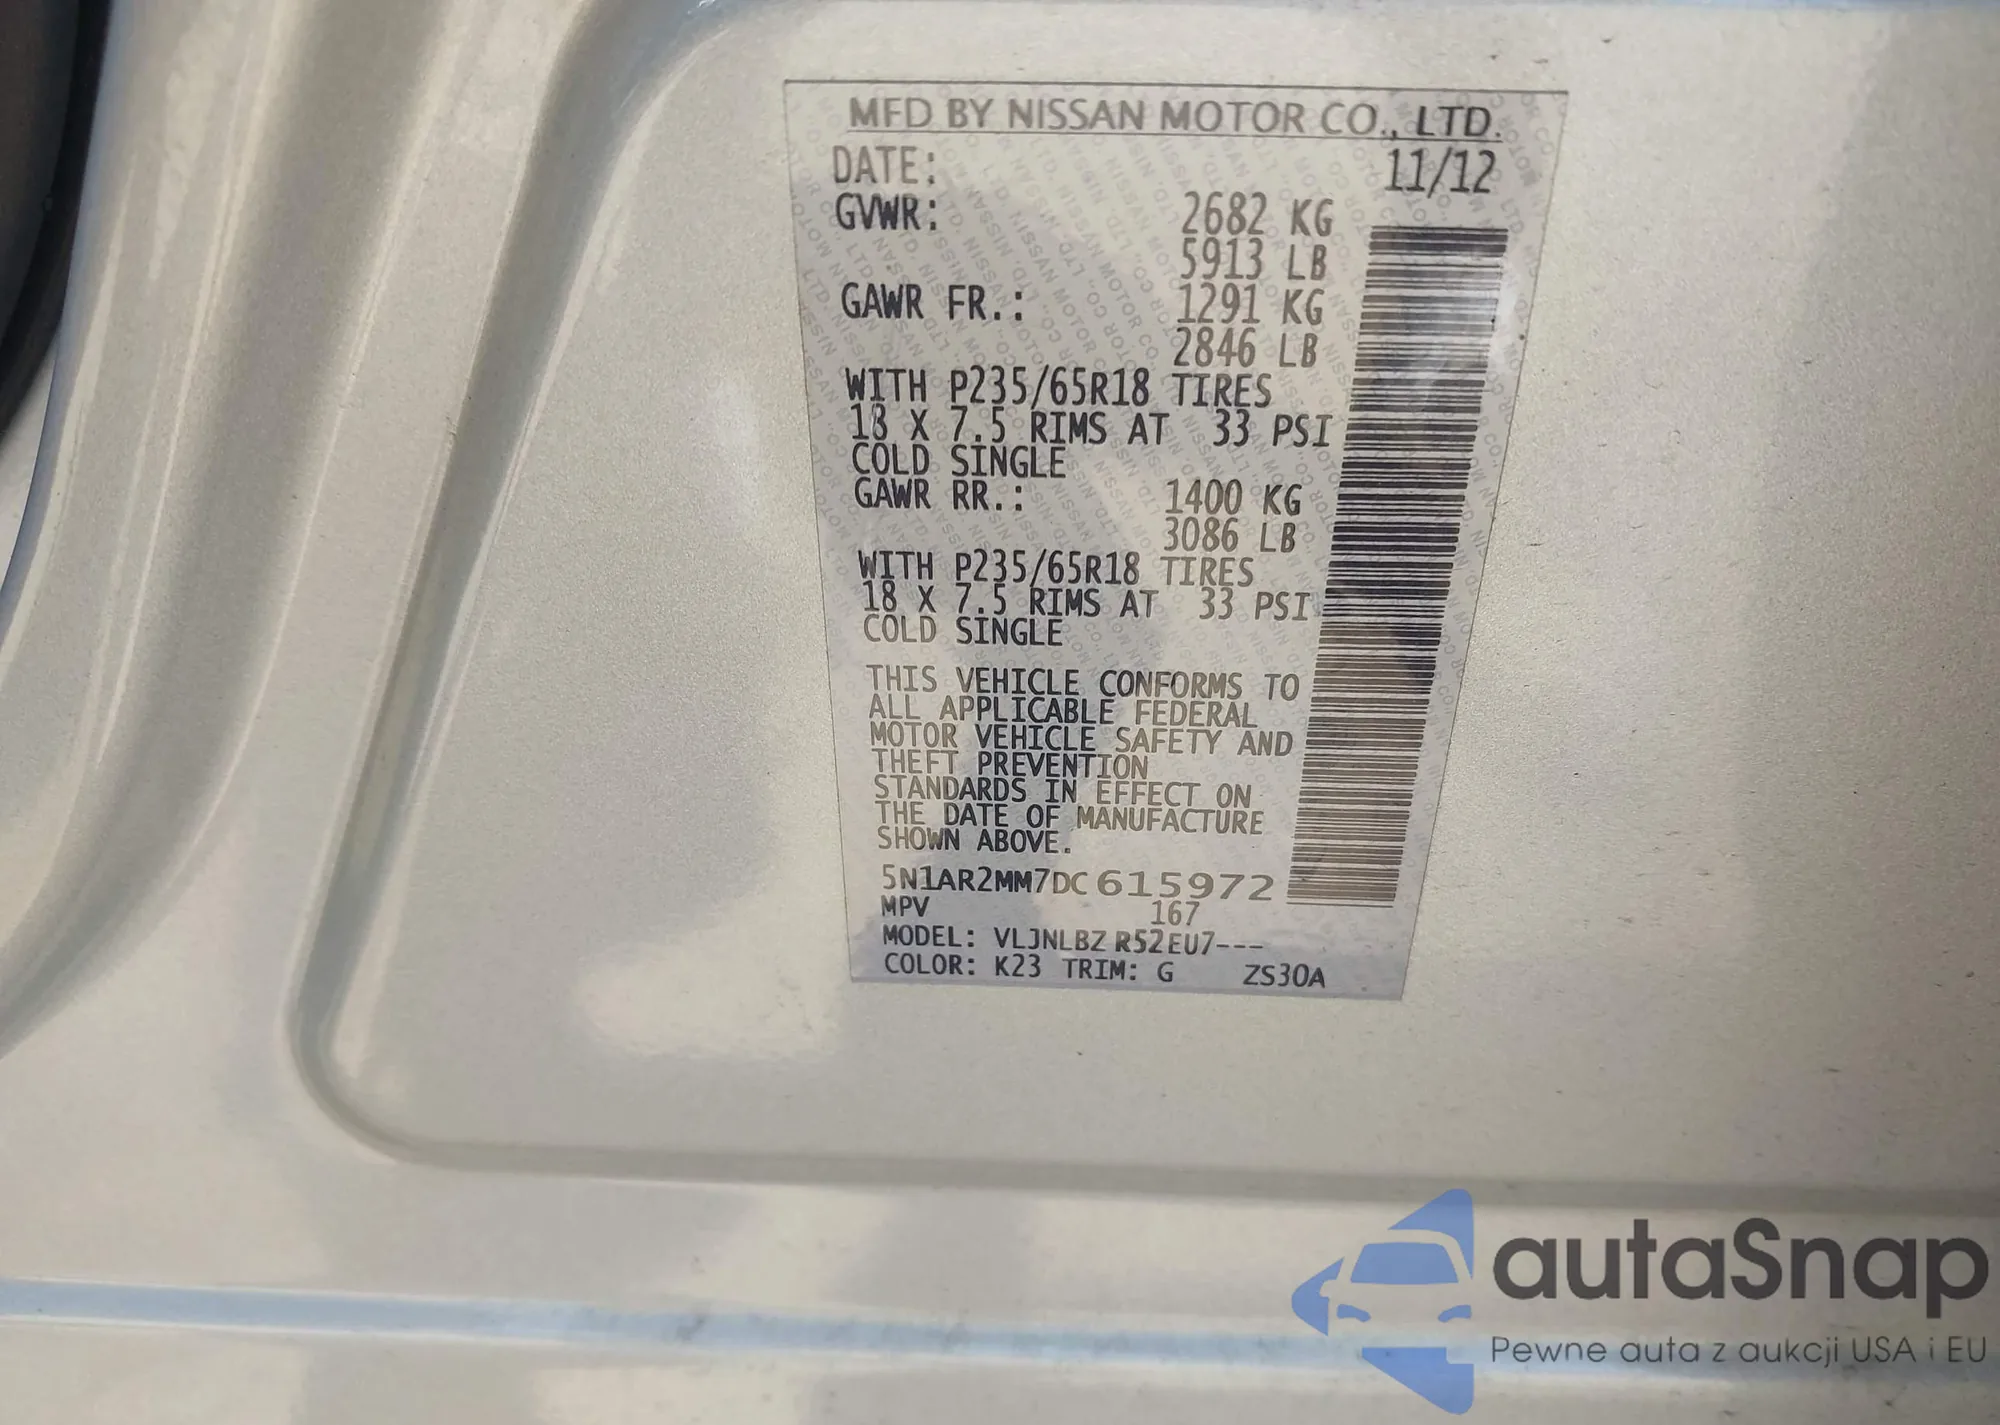 MFD BY NISSAN MOTOR CO., LTD.
DATE: 11/12
GVWR: 2682 KG
5913 LB
GAWR FR.: 1291 KG
2846 LB
WITH P235/65R18 TIRES
18 X 7.5 RIMS AT 33 PSI
COLD SINGLE
GAWR RR.: 1400 KG
3086 LB
WITH P235/65R18 TIRES
18 X 7.5 RIMS AT 33 PSI
COLD SINGLE
THIS VEHICLE CONFORMS TO
ALL APPLICABLE FEDERAL
MOTOR VEHICLE SAFETY AND
THEFT PREVENTION
STANDARDS IN EFFECT ON
THE DATE OF MANUFACTURE
SHOWN ABOVE.
5N1AR2MM7DC615972
MPV 167
MODEL: VLJNLBZ R52EU7---
COLOR: K23 TRIM: G ZS30A
autaSnap
Pewne auta z aukcji USA i EU